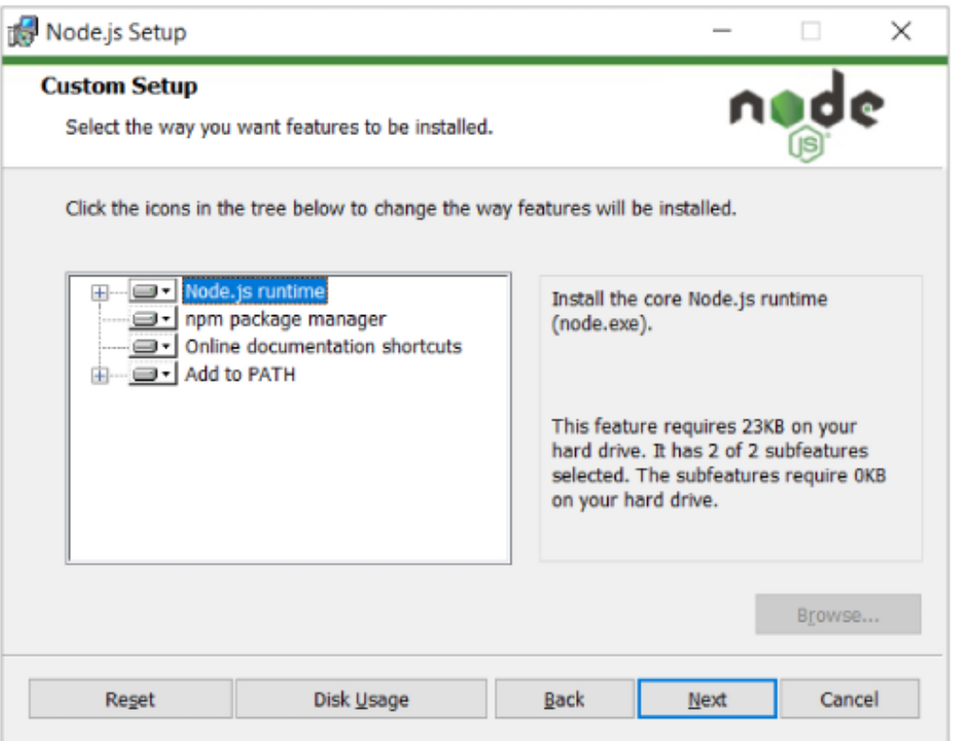 Node.js Setup
Custom Setup
Select the way you want features to be installed.
node
JS
Click the icons in the tree below to change the way features will be installed.
Node.js runtime
npm package manager
Online documentation shortcuts
Add to PATH
Install the core Node.js runtime
(node.exe).
This feature requires 23KB on your
hard drive. It has 2 of 2 subfeatures
selected. The subfeatures require 0KB
on your hard drive.
Browse...
Reset
Disk Usage
Back
Next
Cancel